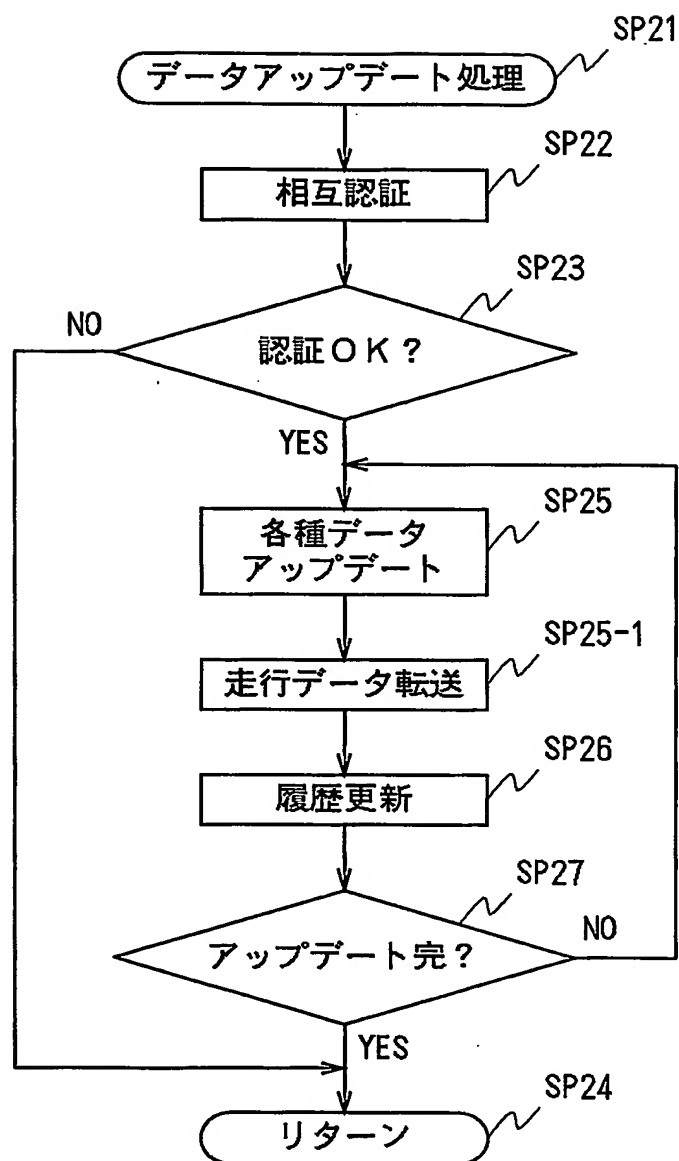 SP21
データアップデート処理
SP22
相互認証
SP23
NO
認証OK?
YES
SP25
各種データ
アップデート
SP25-1
走行データ転送
SP26
履歴更新
SP27
アップデート完?
NO
YES
SP24
リターン